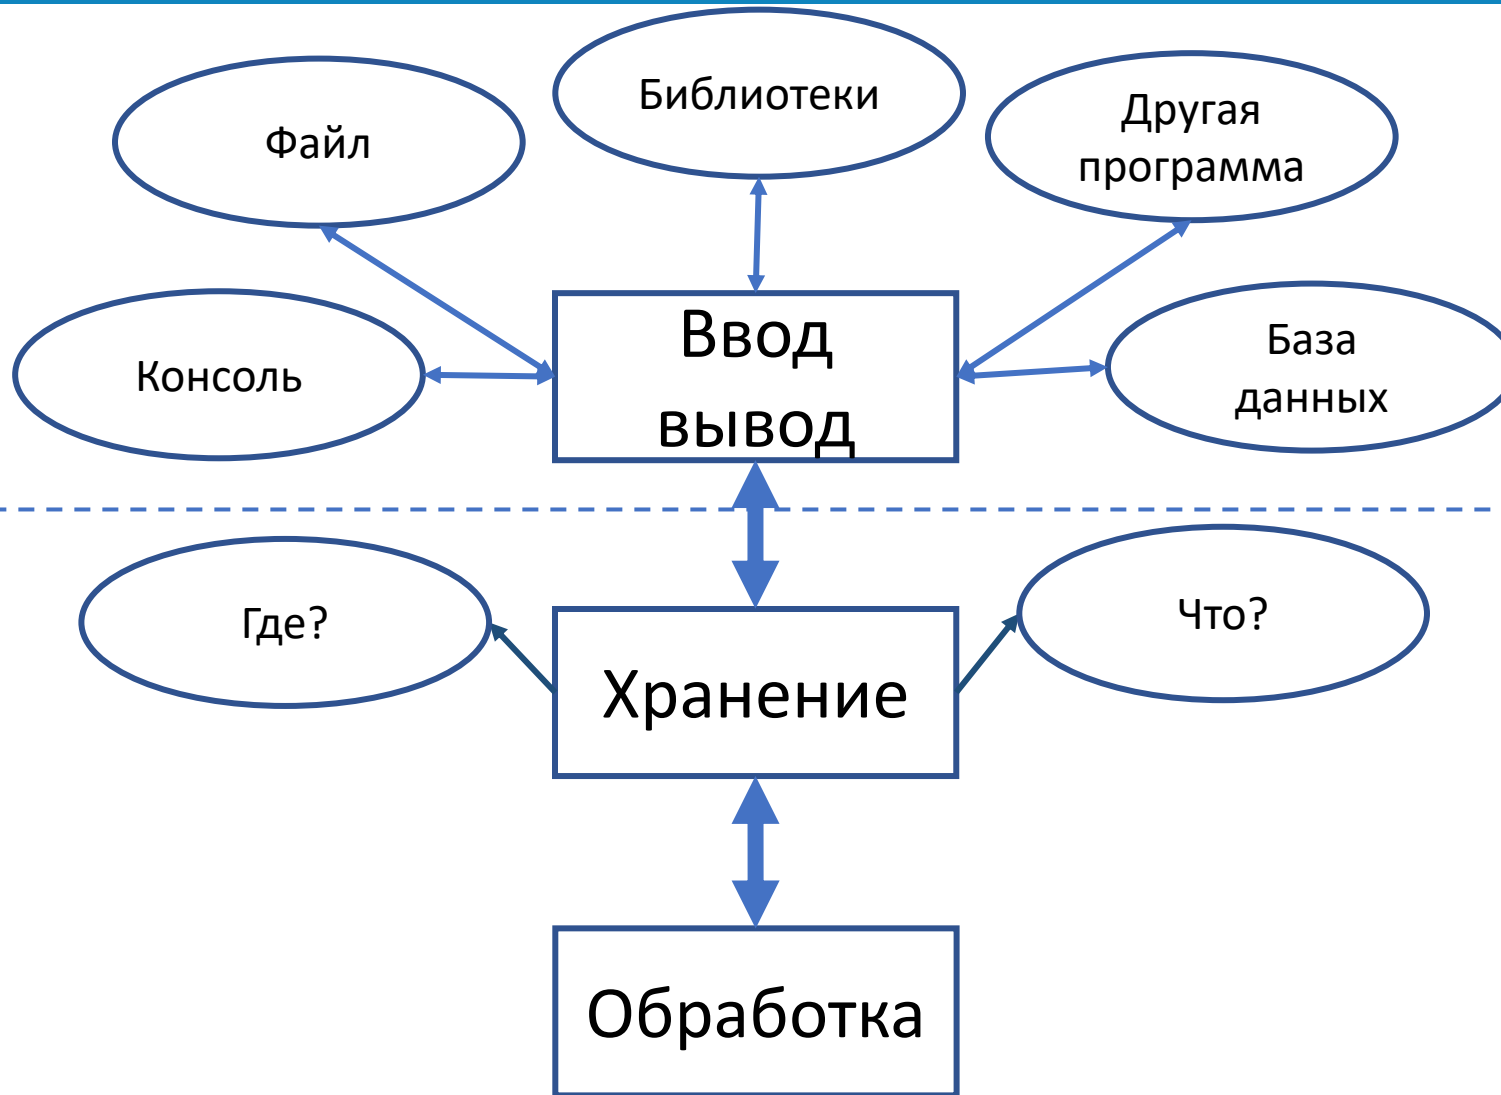 Библиотеки
Файл
Другая
программа
Консоль
Ввод
вывод
База
данных
Где?
Что?
Хранение
Обработка